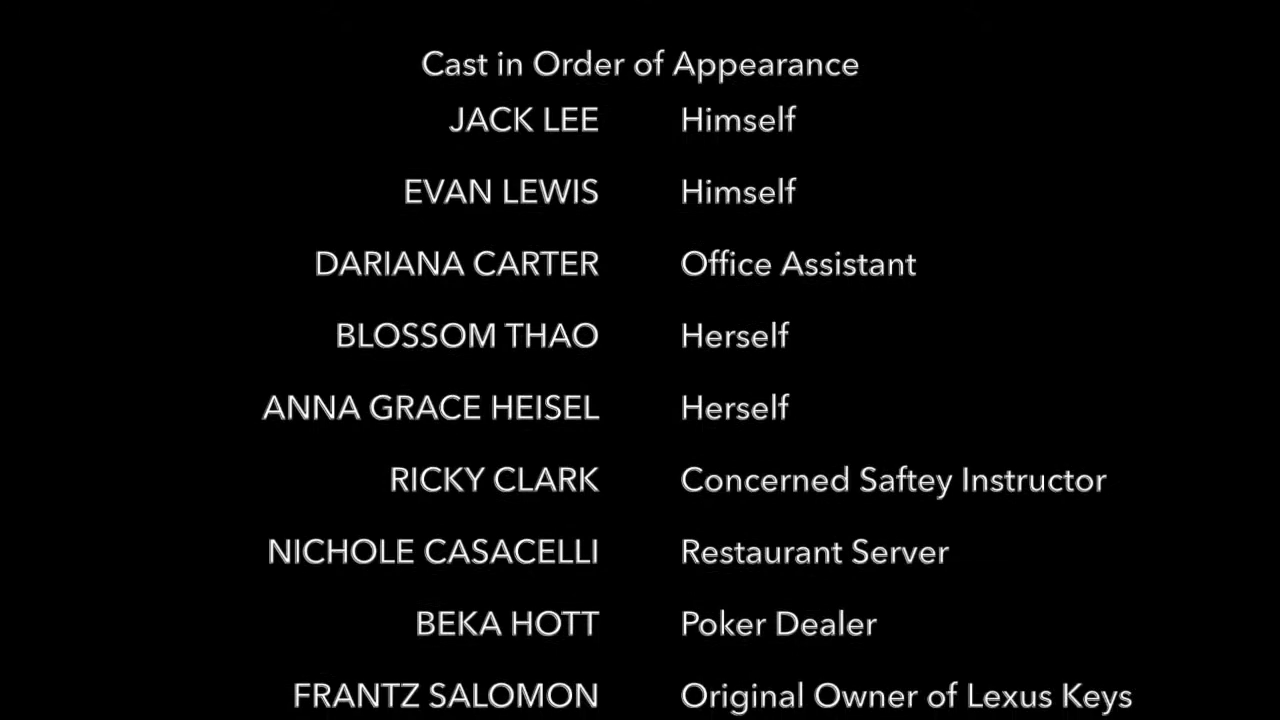 Cast in Order of Appearance
JACK LEE Himself
EVAN LEWIS Himself
DARIANA CARTER Office Assistant
BLOSSOM THAO Herself
ANNA GRACE HEISEL Herself
RICKY CLARK Concerned Saftey Instructor
NICHOLE CASACELLI Restaurant Server
BEKA HOTT Poker Dealer
FRANTZ SALOMON Original Owner of Lexus Keys